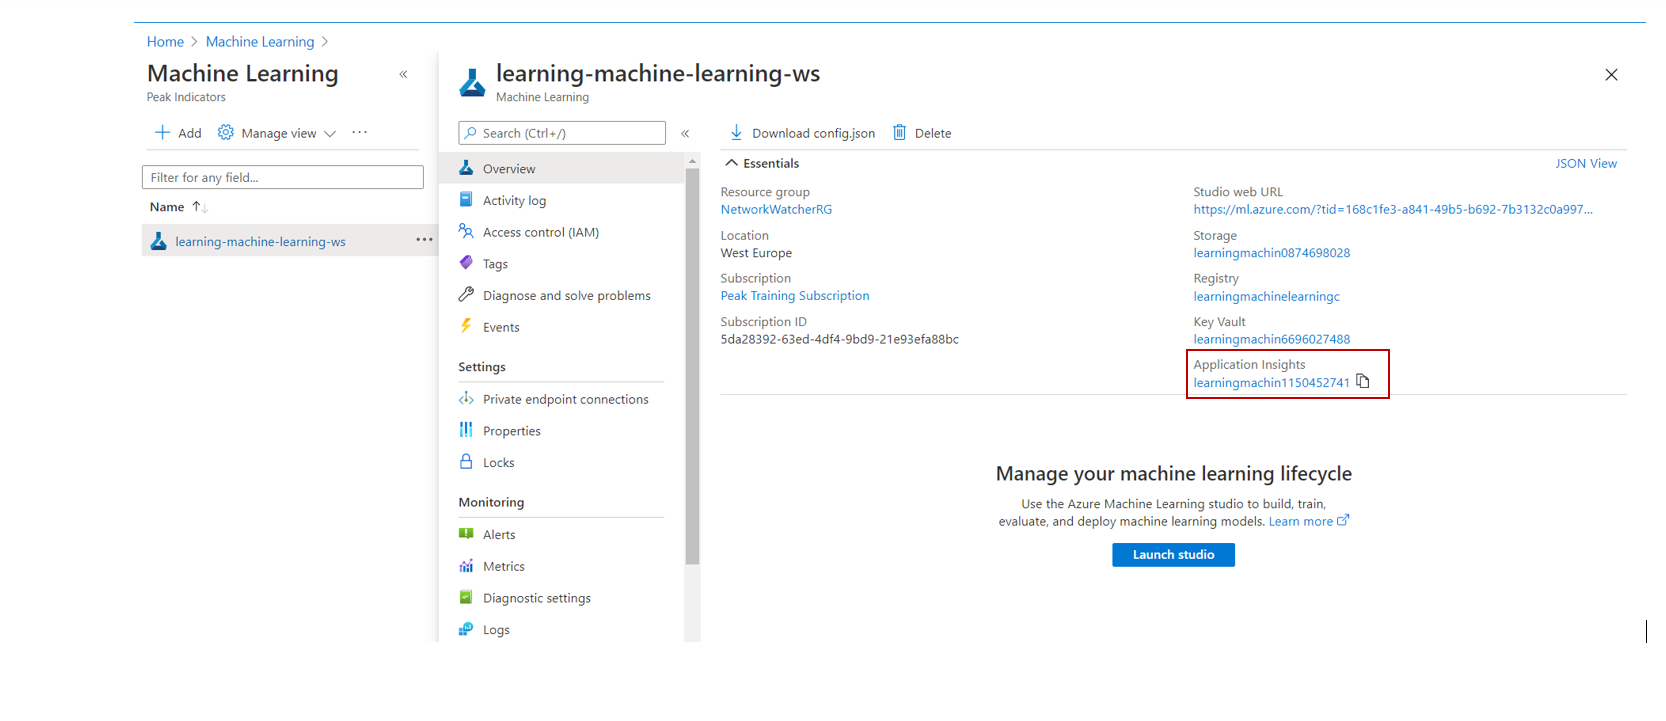 Home > Machine Learning >
Machine Learning «
Peak Indicators
+ Add Manage view ...
Filter for any field...
Name ↑↓
learning-machine-learning-ws ...
learning-machine-learning-ws
Machine Learning
Search (Ctrl+/) «
Overview
Activity log
Access control (IAM)
Tags
Diagnose and solve problems
Events
Settings
Private endpoint connections
Properties
Locks
Monitoring
Alerts
Metrics
Diagnostic settings
Logs
Download config.json Delete
Essentials JSON View
Resource group
NetworkWatcherRG
Location
West Europe
Subscription
Peak Training Subscription
Subscription ID
5da28392-63ed-4df4-9bd9-21e93efa88bc
Studio web URL
https://ml.azure.com/?tid=168c1fe3-a841-49b5-b692-7b3132c0a997...
Storage
learningmachin0874698028
Registry
learningmachinelearningc
Key Vault
learningmachin6696027488
Application Insights
learningmachin1150452741
Manage your machine learning lifecycle
Use the Azure Machine Learning studio to build, train,
evaluate, and deploy machine learning models. Learn more
Launch studio